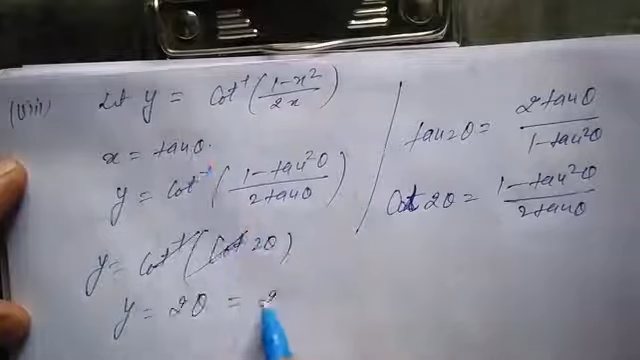 (viii) Let y = Cot⁻¹(1-x²/2x)
x = tanθ.
y = Cot⁻¹(1-tan²θ/2tanθ)
y = Cot⁻¹(Cot 2θ)
y = 2θ = 2
tan2θ = 2tanθ/1-tan²θ
Cot 2θ = 1-tan²θ/2tanθ